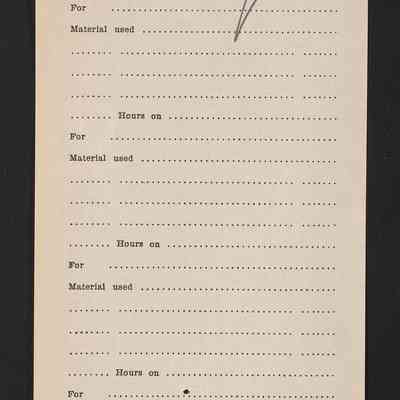 For
Material used
Hours on
For
Material used
Hours on
For
Material used
Hours on
For